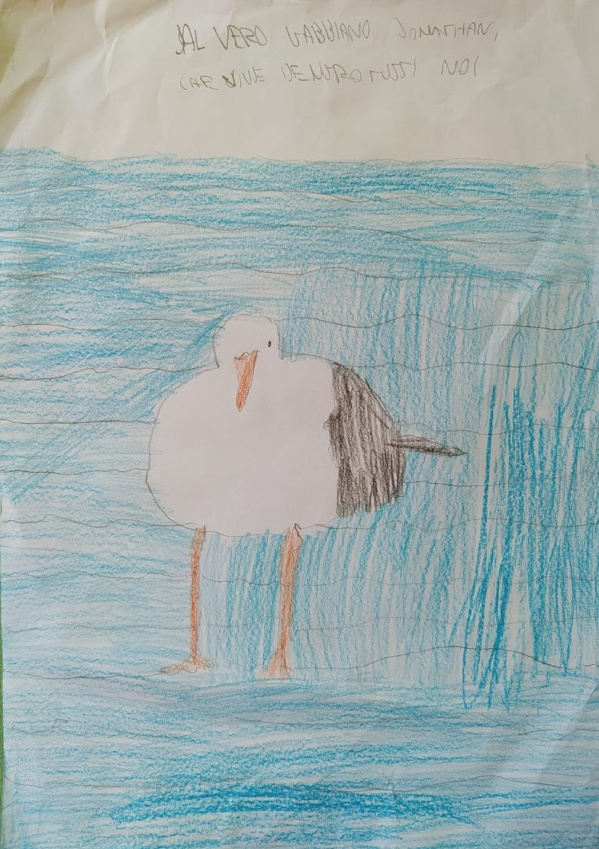 AL VERO GABBIANO JONATHAN,
CHE VIVE DENTRO TUTTI NOI